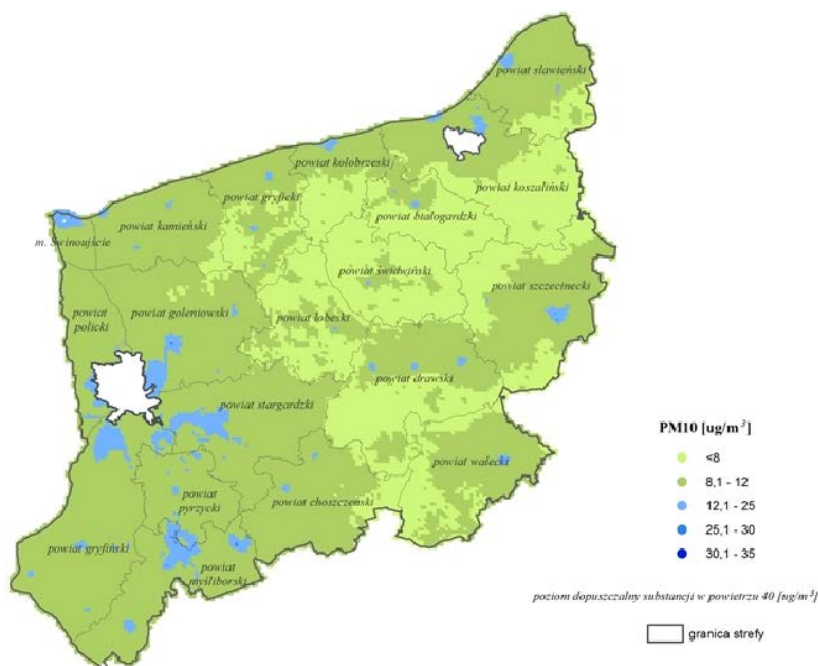 powiat sławieński
powiat kołobrzeski
powiat koszaliński
powiat gryficki
powiat białogardzki
powiat kamieński
m. Świnoujście
powiat świdwiński
powiat szczecinecki
powiat
policki
powiat goleniowski
powiat łobeski
powiat drawski
powiat stargardzki
powiat wałecki
powiat
pyrzycki
powiat choszczeński
powiat gryfiński
powiat
myśliborski
PM10 [ug/m³]
≤8
8,1 - 12
12,1 - 25
25,1 - 30
30,1 - 35
poziom dopuszczalny substancji w powietrzu 40 [ug/m³]
granica strefy